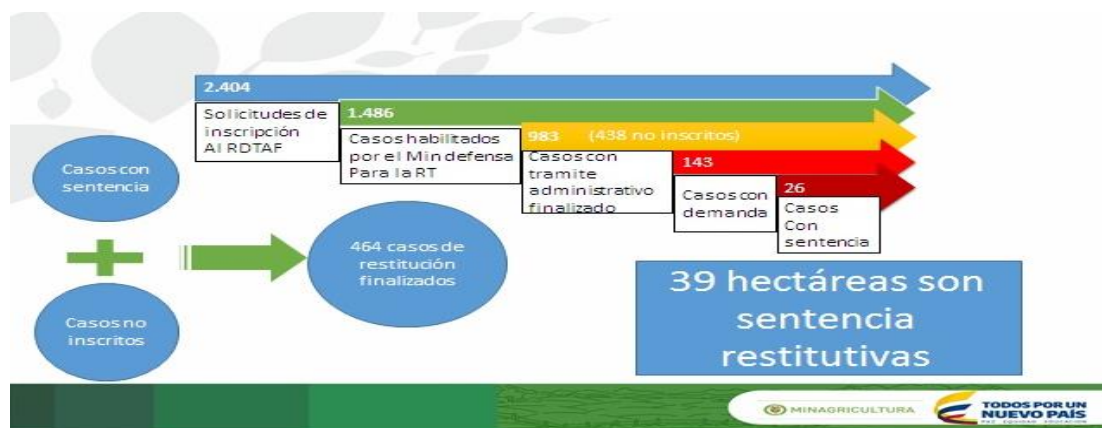 2.404
Solicitudes de
inscripción
Al RDTAF
1.486
Casos habilitados
por el Min defensa
Para la RT
983 (438 no inscritos)
Casos con
tramite
administrativo
finalizado
143
Casos con
demanda
26
Casos
Con
sentencia
Casos con
sentencia
Casos no
inscritos
464 casos de
restitución
finalizados
39 hectáreas son
sentencia
restitutivas
MINAGRICULTURA
TODOS POR UN
NUEVO PAÍS
PAZ EQUIDAD EDUCACIÓN